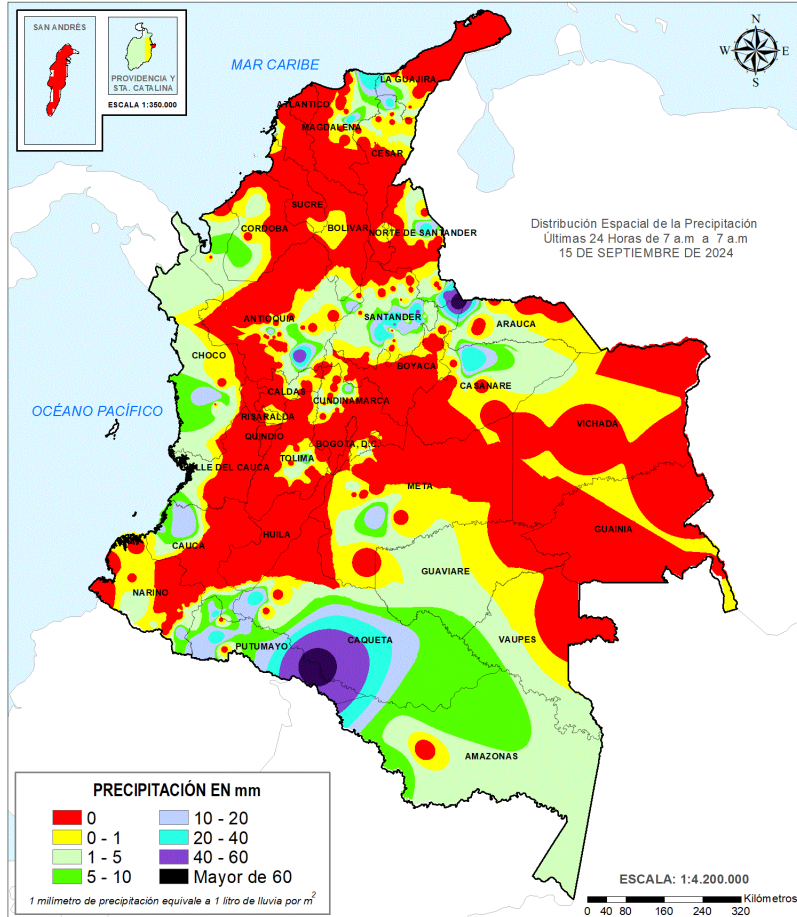 SAN ANDRÉS
PROVIDENCIA Y
STA. CATALINA
ESCALA 1:350.000
MAR CARIBE
N
W
E
S
LA GUAJIRA
ATLANTICO
MAGDALENA
CESAR
SUCRE
CORDOBA
BOLIVAR
NORTE DE SANTANDER
Distribución Espacial de la Precipitación
Últimas 24 Horas de 7 a.m a 7 a.m
15 DE SEPTIEMBRE DE 2024
ANTIOQUIA
SANTANDER
ARAUCA
CHOCO
BOYACA
CASANARE
CALDAS
CUNDINAMARCA
OCÉANO PACÍFICO
RISARALDA
VICHADA
QUINDIO
BOGOTA, D.C.
TOLIMA
VALLE DEL CAUCA
META
GUAINIA
HUILA
CAUCA
GUAVIARE
NARIÑO
VAUPES
PUTUMAYO
CAQUETA
AMAZONAS
PRECIPITACIÓN EN mm
0
0 - 1
1 - 5
5 - 10
10 - 20
20 - 40
40 - 60
Mayor de 60
1 milímetro de precipitación equivale a 1 litro de lluvia por m2
ESCALA: 1:4.200.000
Kilómetros
0 40 80 160 240 320